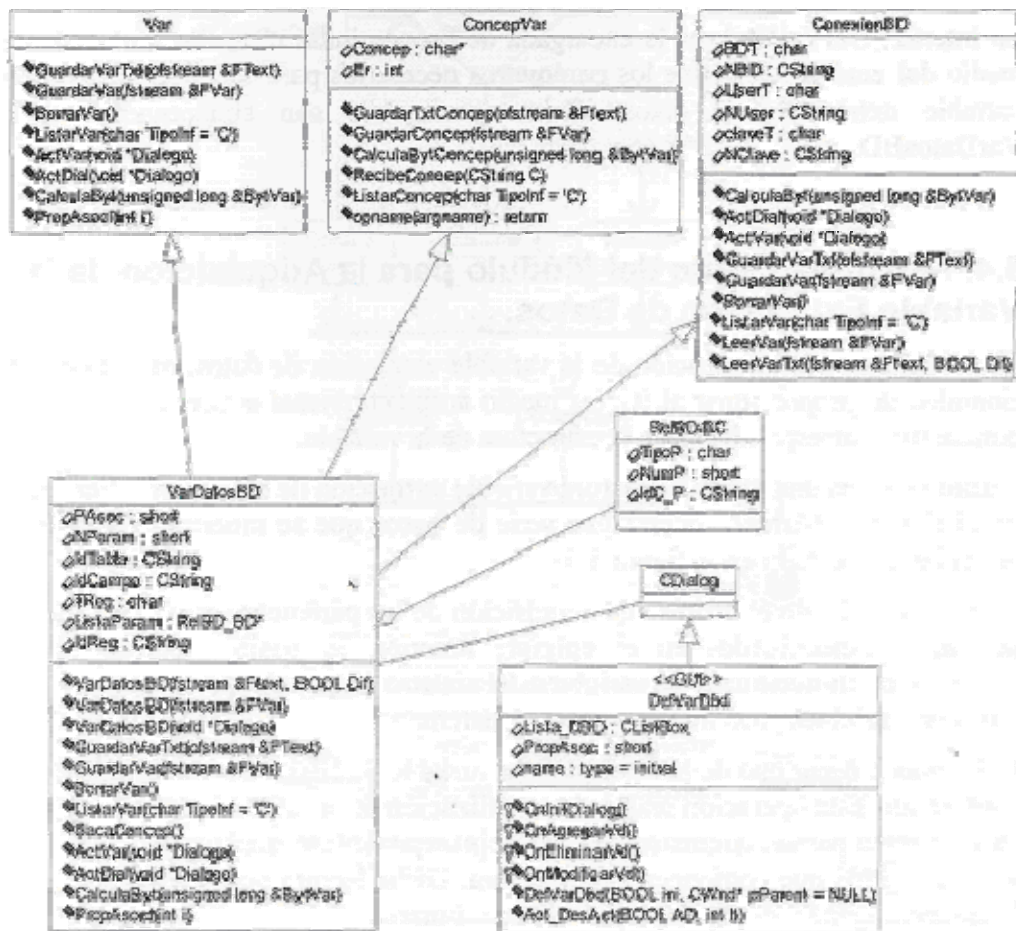 Var
GuardarVarTxt(ofstream &FText)
GuardarVar(fstream &FVar)
BorrarVar()
ListarVar(char TipoInf = 'C')
ActVar(void *Dialogo)
ActDial(void *Dialogo)
CalculaByt(unsigned long &BytVar)
PropAsoc(int i)
ConcepVar
Concep : char*
Er : int
GuardarTxtConcep(ofstream &Ftext)
GuardarConcep(fstream &FVar)
CalculaBytConcep(unsigned long &BytVar)
RecibeConcep(CString C)
ListarConcep(char TipoInf = 'C')
opname(argname) : return
ConexionBD
BDT : char
NBD : CString
UserT : char
NUser : CString
claveT : char
NClave : CString
CalculaByt(unsigned long &BytVar)
ActDial(void *Dialogo)
ActVar(void *Dialogo)
GuardarVarTxt(ofstream &FText)
GuardarVar(fstream &FVar)
BorrarVar()
ListarVar(char TipoInf = 'C')
LeerVar(fstream &FVar)
LeerVarTxt(fstream &Ftext, BOOL Dif)
TipoP : char
NumP : short
IdC_P : CString
VarDatosBD
PAsoc : short
NParam : short
IdTabla : CString
IdCampo : CString
TReg : char
ListaParam : RelBD_BD*
IdReg : CString
VarDatosBD(fstream &Ftext, BOOL Dif)
VarDatosBD(fstream &FVar)
VarDatosBD(void *Dialogo)
GuardarVarTxt(ofstream &FText)
GuardarVar(fstream &FVar)
BorrarVar()
ListarVar(char TipoInf = 'C')
SacaConcep()
ActVar(void *Dialogo)
ActDial(void *Dialogo)
CalculaByt(unsigned long &BytVar)
PropAsoc(int i)
CDialog
<<GUI>>
DefVarDbd
Lista_DBD : CListBox
PropAsoc : short
name : type = initval
OnInitDialog()
OnAgregarVd()
OnEliminarVd()
OnModificarVd()
DefVarDbd(BOOL Ini, CWnd* pParent = NULL)
Act_DesAct(BOOL AD, int I)